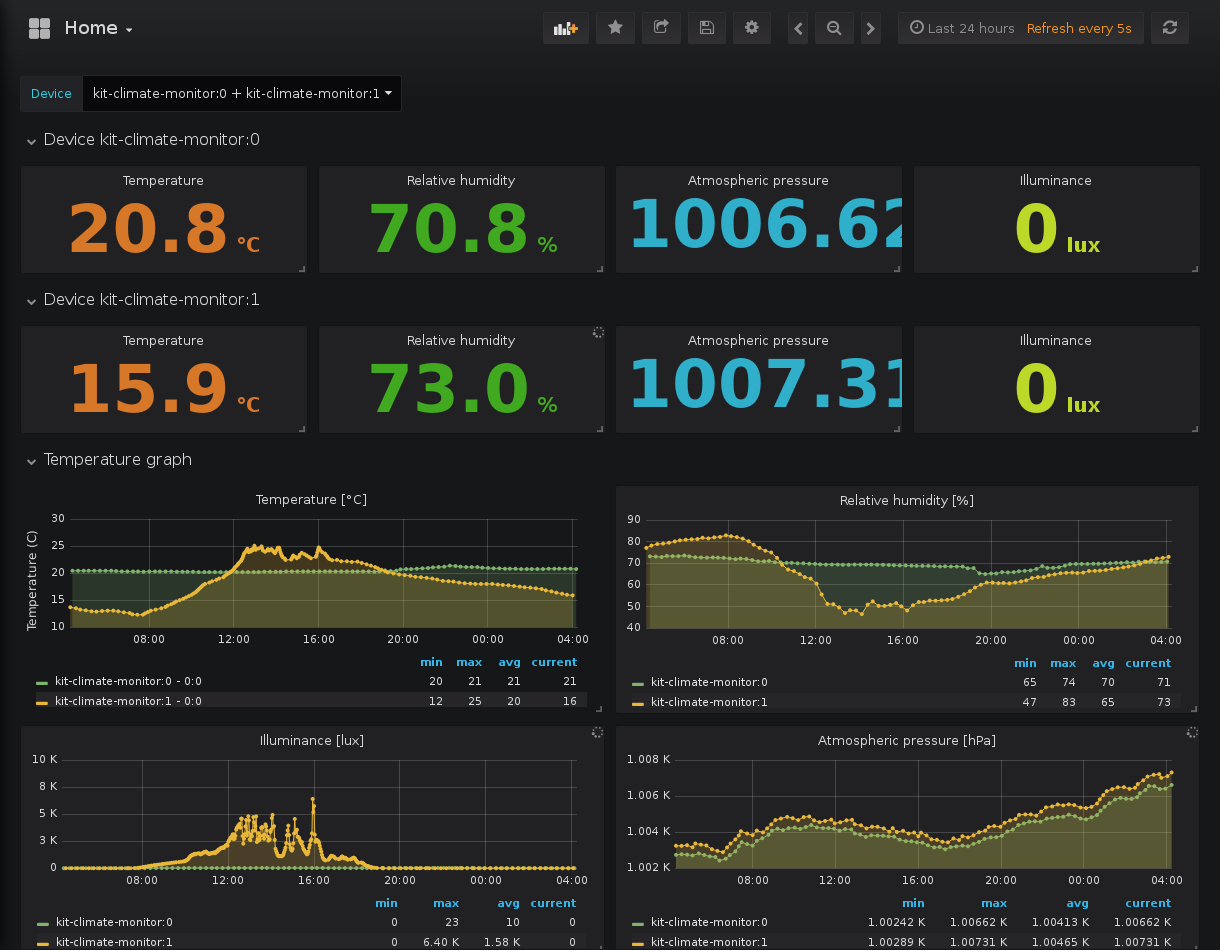 Home
Last 24 hours Refresh every 5s
Device kit-climate-monitor:0 + kit-climate-monitor:1
Device kit-climate-monitor:0
Temperature
20.8 °C
Relative humidity
70.8 %
Atmospheric pressure
1006.62
Illuminance
0 lux
Device kit-climate-monitor:1
Temperature
15.9 °C
Relative humidity
73.0 %
Atmospheric pressure
1007.31
Illuminance
0 lux
Temperature graph
Temperature [°C]
Temperature (C)
30
25
20
15
10
08:00 12:00 16:00 20:00 00:00 04:00
min max avg current
kit-climate-monitor:0 - 0:0 20 21 21 21
kit-climate-monitor:1 - 0:0 12 25 20 16
Relative humidity [%]
90
80
70
60
50
40
08:00 12:00 16:00 20:00 00:00 04:00
min max avg current
kit-climate-monitor:0 65 74 70 71
kit-climate-monitor:1 47 83 65 73
Illuminance [lux]
10 K
8 K
5 K
3 K
0
08:00 12:00 16:00 20:00 00:00 04:00
min max avg current
kit-climate-monitor:0 0 23 10 0
kit-climate-monitor:1 0 6.40 K 1.58 K 0
Atmospheric pressure [hPa]
1.008 K
1.006 K
1.004 K
1.002 K
08:00 12:00 16:00 20:00 00:00 04:00
min max avg current
kit-climate-monitor:0 1.00242 K 1.00662 K 1.00413 K 1.00662 K
kit-climate-monitor:1 1.00289 K 1.00731 K 1.00465 K 1.00731 K